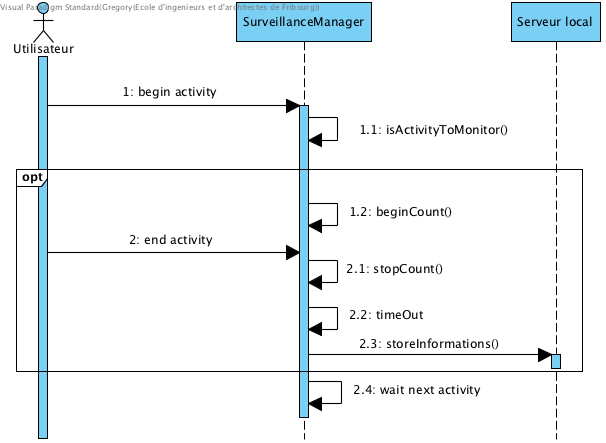 Visual Paradigm Standard(Gregory(Ecole d'ingenieurs et d'architectes de Fribourg))
Utilisateur
SurveillanceManager
Serveur local
1: begin activity
1.1: isActivityToMonitor()
opt
1.2: beginCount()
2: end activity
2.1: stopCount()
2.2: timeOut
2.3: storeInformations()
2.4: wait next activity